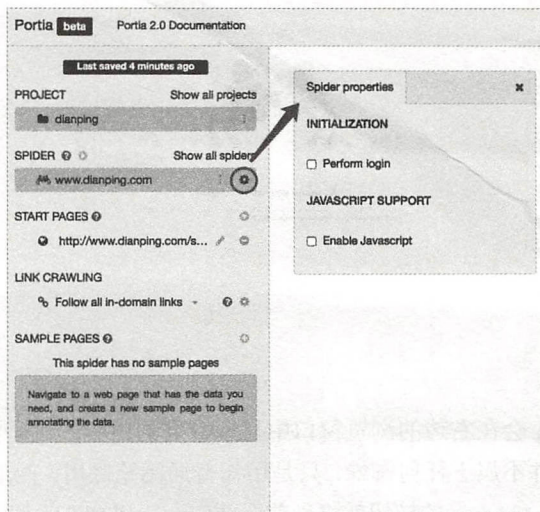 Portia beta Portia 2.0 Documentation
Last saved 4 minutes ago
PROJECT Show all projects
dianping
SPIDER Show all spiders
www.dianping.com
START PAGES
http://www.dianping.com/s...
LINK CRAWLING
Follow all in-domain links
SAMPLE PAGES
This spider has no sample pages
Navigate to a web page that has the data you
need, and create a new sample page to begin
annotating the data.
Spider properties
INITIALIZATION
Perform login
JAVASCRIPT SUPPORT
Enable Javascript